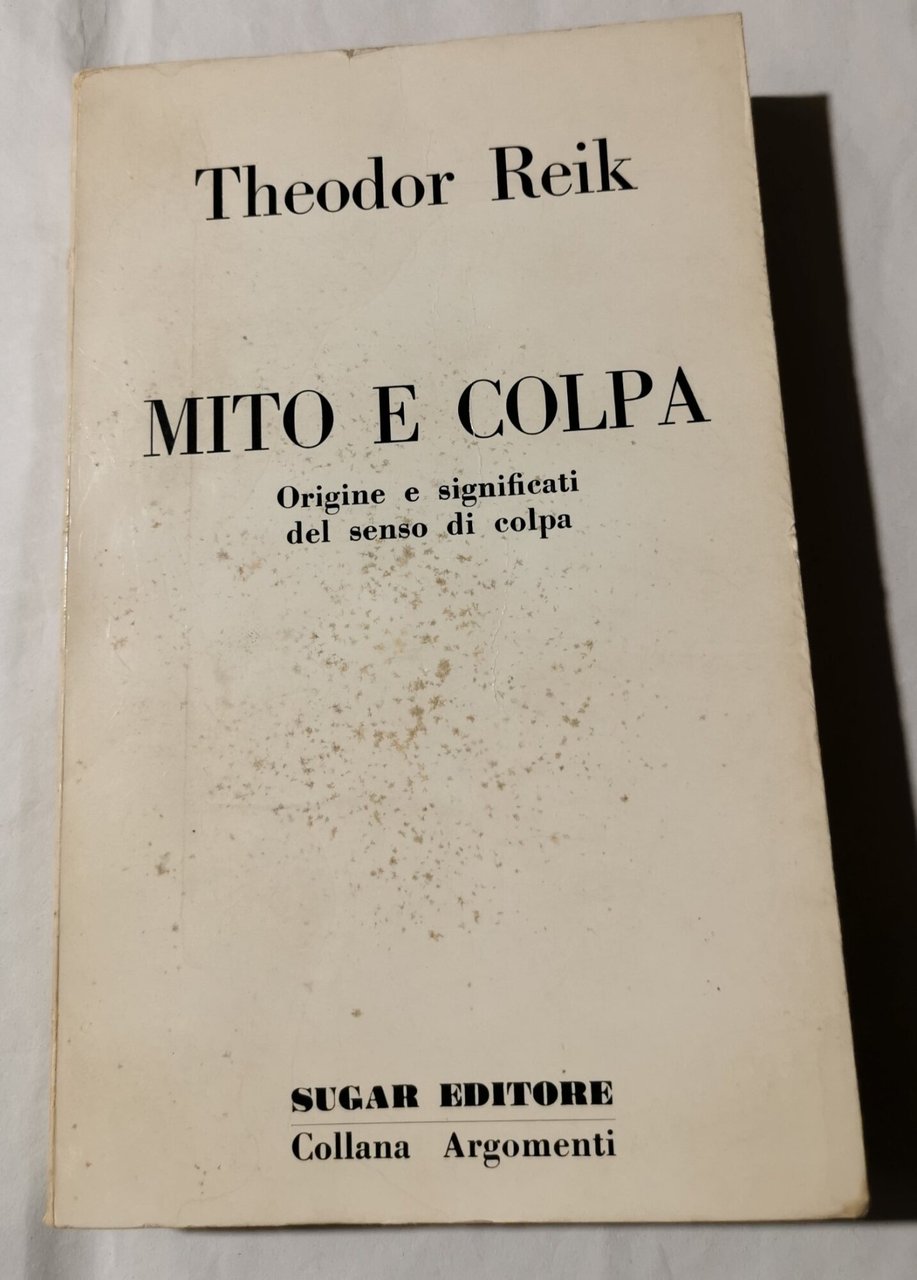 Theodor Reik
MITO E COLPA
Origine e significati
del senso di colpa
SUGAR EDITORE
Collana Argomenti